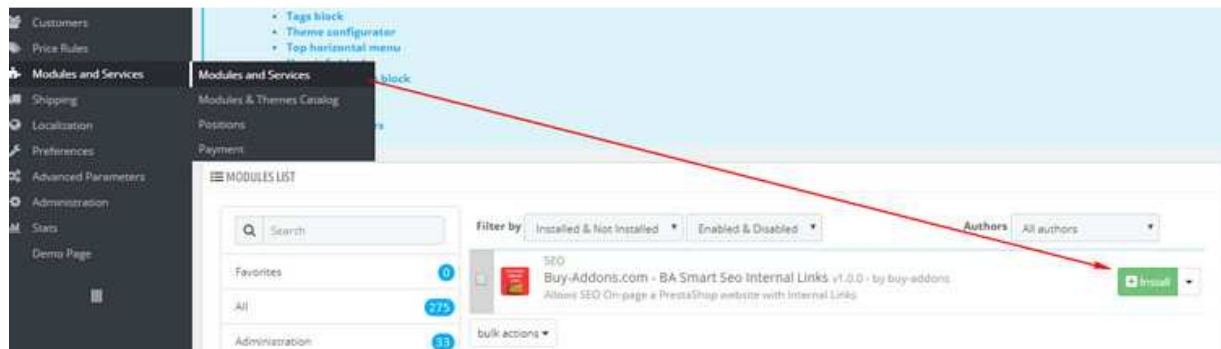 Customers
Price Rules
Modules and Services
Shipping
Localization
Preferences
Advanced Parameters
Administration
Stats
Demo Page
Modules and Services
Modules & Themes Catalog
Positions
Payment
Tags block
Theme configurator
Top horizontal menu
block
MODULES LIST
Search
Favorites 0
All 275
Administration 33
Filter by Installed & Not Installed Enabled & Disabled Authors All authors
SEO
Buy-Addons.com - BA Smart Seo Internal Links v1.0.0 - by buy-addons
Allows SEO On-page a PrestaShop website with Internal Links
Install
bulk actions